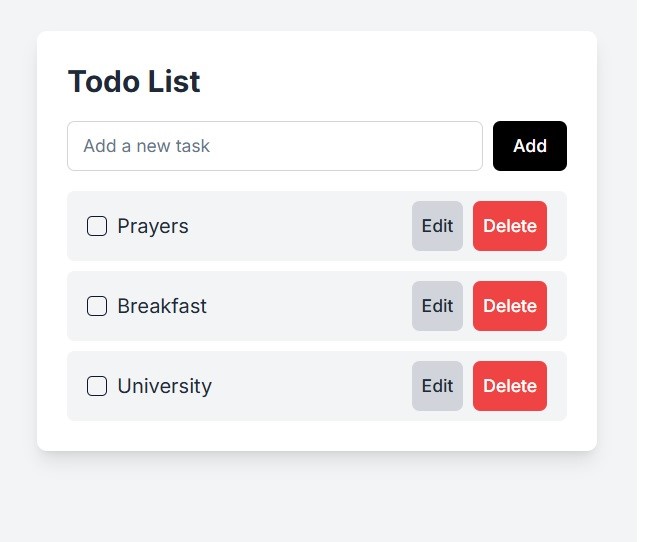 Todo List
Add a new task Add
Prayers Edit Delete
Breakfast Edit Delete
University Edit Delete